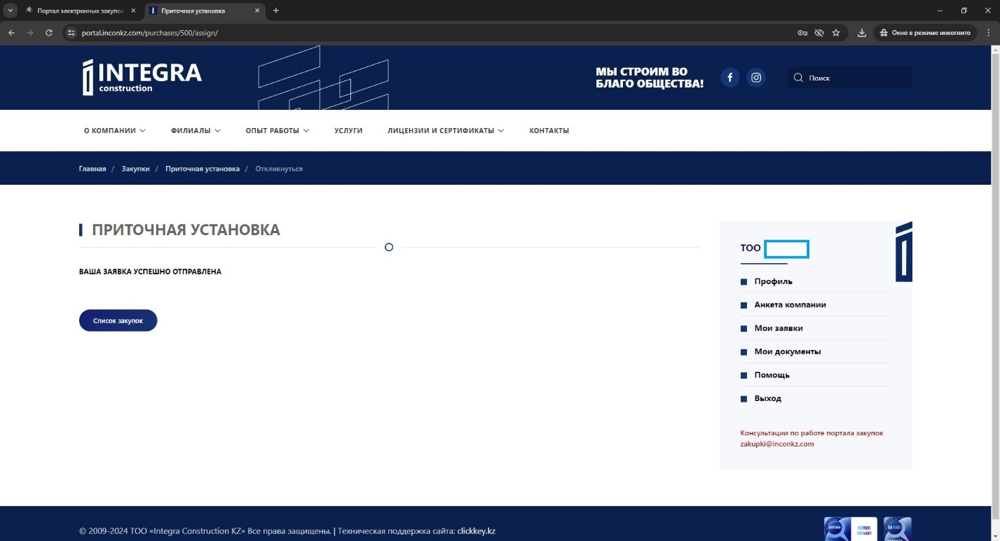 Портал электронных закупок
Приточная установка
portal.inconkz.com/purchases/500/assign/
Окно в режиме инкогнито
INTEGRA
construction
МЫ СТРОИМ ВО
БЛАГО ОБЩЕСТВА!
Поиск
О КОМПАНИИ
ФИЛИАЛЫ
ОПЫТ РАБОТЫ
УСЛУГИ
ЛИЦЕНЗИИ И СЕРТИФИКАТЫ
КОНТАКТЫ
Главная / Закупки / Приточная установка / Откликнуться
ПРИТОЧНАЯ УСТАНОВКА
ВАША ЗАЯВКА УСПЕШНО ОТПРАВЛЕНА
Список закупок
ТОО
Профиль
Анкета компании
Мои заявки
Мои документы
Помощь
Выход
Консультации по работе портала закупок
zakupki@inconkz.com
© 2009-2024 ТОО «Integra Construction KZ» Все права защищены. | Техническая поддержка сайта: clickkey.kz
ISO9001
ISO14001